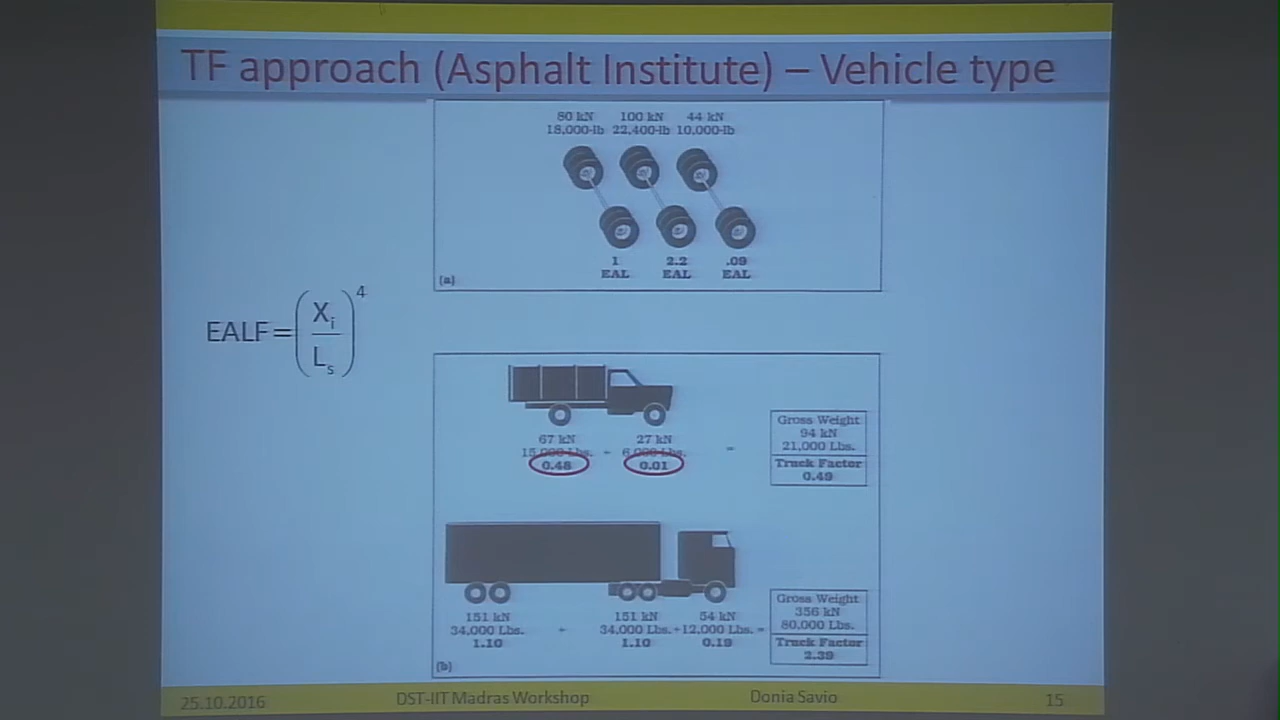 TF approach (Asphalt Institute) – Vehicle type
80 kN 100 kN 44 kN
18,000-lb 22,400-lb 10,000-lb
1 2.2 .09
EAL EAL EAL
(a)
EALF=(Xi/Ls)4
67 kN 27 kN
15,000 Lbs. + 6,000 Lbs. =
0.48 0.01
Gross Weight
94 kN
21,000 Lbs.
Truck Factor
0.49
151 kN 151 kN 54 kN
34,000 Lbs. + 34,000 Lbs.+12,000 Lbs. =
1.10 1.10 0.19
Gross Weight
356 kN
80,000 Lbs.
Truck Factor
2.39
(b)
25.10.2016 DST-IIT Madras Workshop Donia Savio 15